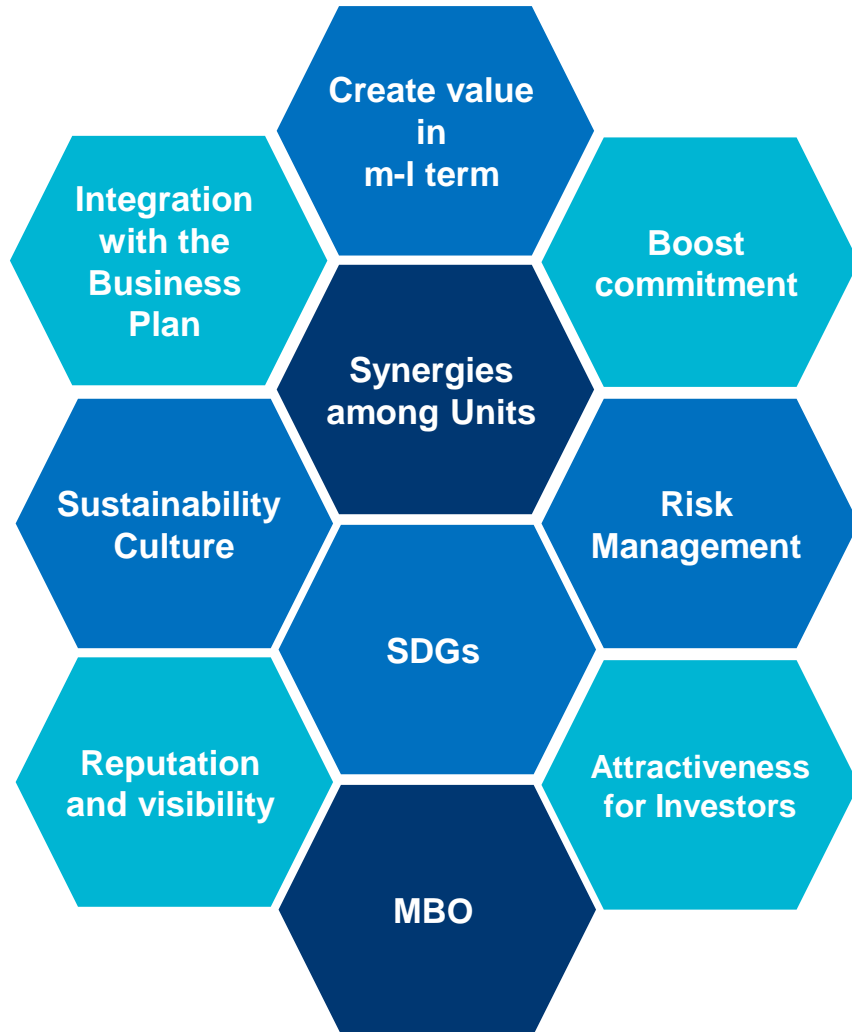 Create value
in
m-l term
Integration
with the
Business
Plan
Boost
commitment
Synergies
among Units
Sustainability
Culture
Risk
Management
SDGs
Reputation
and visibility
Attractiveness
for Investors
MBO